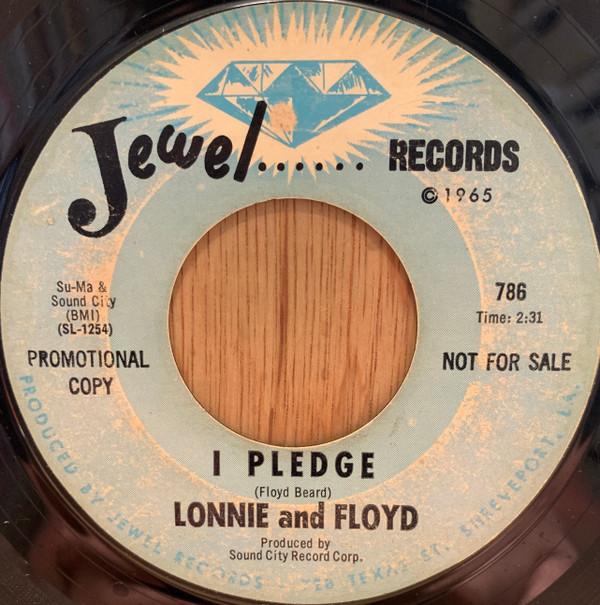 Jewel...... RECORDS
© 1965
Su-Ma &
Sound City
(BMI)
(SL-1254)
786
Time: 2:31
PROMOTIONAL
COPY
NOT FOR SALE
I PLEDGE
(Floyd Beard)
LONNIE and FLOYD
Produced by
Sound City Record Corp.
PRODUCED BY JEWEL RECORDS TEXAS ST. SHREVEPORT, LA.